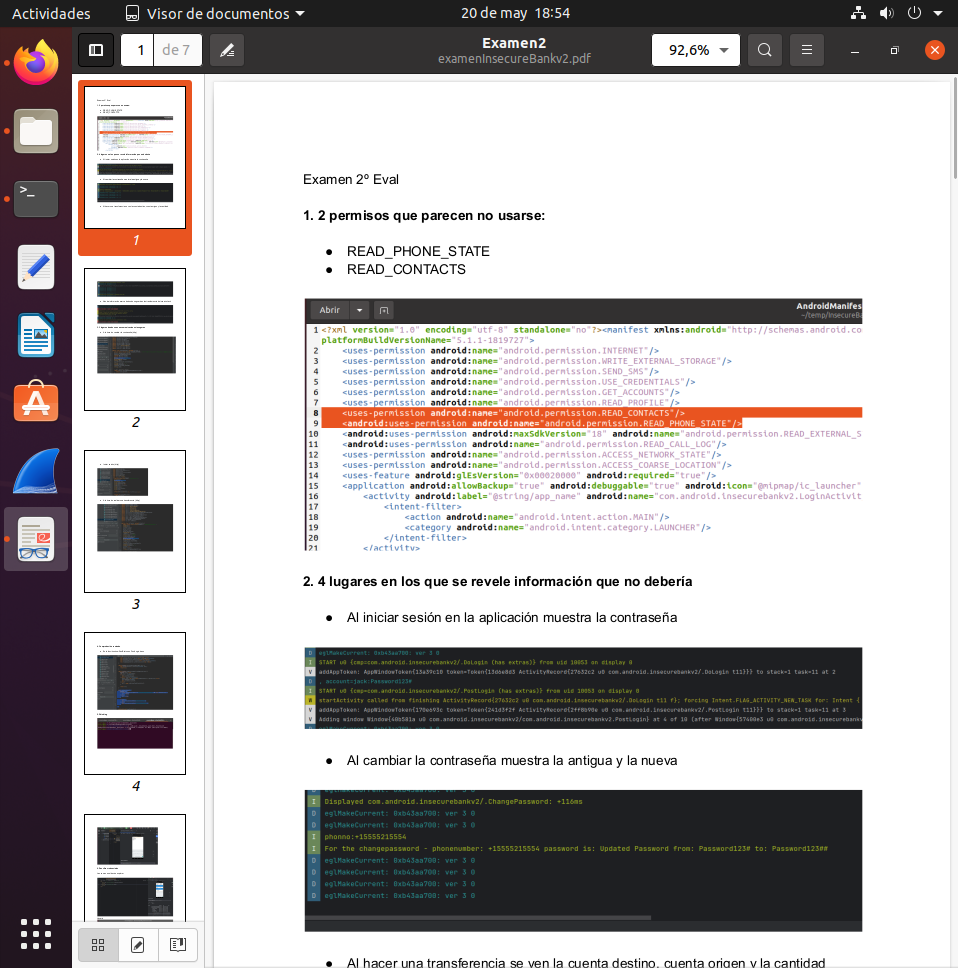 Actividades
Visor de documentos
20 de may 18:54
1
de 7
Examen2
examenInsecureBankv2.pdf
92,6%
1
2
3
4
Examen 2º Eval
1. 2 permisos que parecen no usarse:
● READ_PHONE_STATE
● READ_CONTACTS
Abrir
AndroidManifes
~/temp/InsecureBa
1 <?xml version="1.0" encoding="utf-8" standalone="no"?><manifest xmlns:android="http://schemas.android.co
platformBuildVersionName="5.1.1-1819727">
2 <uses-permission android:name="android.permission.INTERNET"/>
3 <uses-permission android:name="android.permission.WRITE_EXTERNAL_STORAGE"/>
4 <uses-permission android:name="android.permission.SEND_SMS"/>
5 <uses-permission android:name="android.permission.USE_CREDENTIALS"/>
6 <uses-permission android:name="android.permission.GET_ACCOUNTS"/>
7 <uses-permission android:name="android.permission.READ_PROFILE"/>
8 <uses-permission android:name="android.permission.READ_CONTACTS"/>
9 <android:uses-permission android:name="android.permission.READ_PHONE_STATE"/>
10 <android:uses-permission android:maxSdkVersion="18" android:name="android.permission.READ_EXTERNAL_S
11 <android:uses-permission android:name="android.permission.READ_CALL_LOG"/>
12 <uses-permission android:name="android.permission.ACCESS_NETWORK_STATE"/>
13 <uses-permission android:name="android.permission.ACCESS_COARSE_LOCATION"/>
14 <uses-feature android:glEsVersion="0x00020000" android:required="true"/>
15 <application android:allowBackup="true" android:debuggable="true" android:icon="@mipmap/ic_launcher"
16 <activity android:label="@string/app_name" android:name="com.android.insecurebankv2.LoginActivit
17 <intent-filter>
18 <action android:name="android.intent.action.MAIN"/>
19 <category android:name="android.intent.category.LAUNCHER"/>
20 </intent-filter>
21 </activity>
2. 4 lugares en los que se revele información que no debería
● Al iniciar sesión en la aplicación muestra la contraseña
D eglMakeCurrent: 0xb43aa700: ver 3 0
I START u0 {cmp=com.android.insecurebankv2/.DoLogin (has extras)} from uid 10053 on display 0
V addAppToken: AppWindowToken{13a39c10 token=Token{13d6e8d3 ActivityRecord{27632c2 u0 com.android.insecurebankv2/.DoLogin t11}}} to stack=1 task=11 at 2
D , account:jack:Password123#
I START u0 {cmp=com.android.insecurebankv2/.PostLogin (has extras)} from uid 10053 on display 0
W startActivity called from finishing ActivityRecord{27632c2 u0 com.android.insecurebankv2/.DoLogin t11 f}; forcing Intent.FLAG_ACTIVITY_NEW_TASK for: Intent {
V addAppToken: AppWindowToken{170e693c token=Token{241d3f2f ActivityRecord{2ff8b90e u0 com.android.insecurebankv2/.PostLogin t11}}} to stack=1 task=11 at 3
V Adding window Window{40b581a u0 com.android.insecurebankv2/com.android.insecurebankv2.PostLogin} at 4 of 10 (after Window{57400e3 u0 com.android.insecurebankv2/
● Al cambiar la contraseña muestra la antigua y la nueva
D eglMakeCurrent: 0xb43aa700: ver 3 0
I Displayed com.android.insecurebankv2/.ChangePassword: +116ms
D eglMakeCurrent: 0xb43aa700: ver 3 0
D eglMakeCurrent: 0xb43aa700: ver 3 0
I phonno:+15555215554
I For the changepassword - phonenumber: +15555215554 password is: Updated Password from: Password123# to: Password123##
D eglMakeCurrent: 0xb43aa700: ver 3 0
D eglMakeCurrent: 0xb43aa700: ver 3 0
D eglMakeCurrent: 0xb43aa700: ver 3 0
D eglMakeCurrent: 0xb43aa700: ver 3 0
● Al hacer una transferencia se ven la cuenta destino, cuenta origen y la cantidad